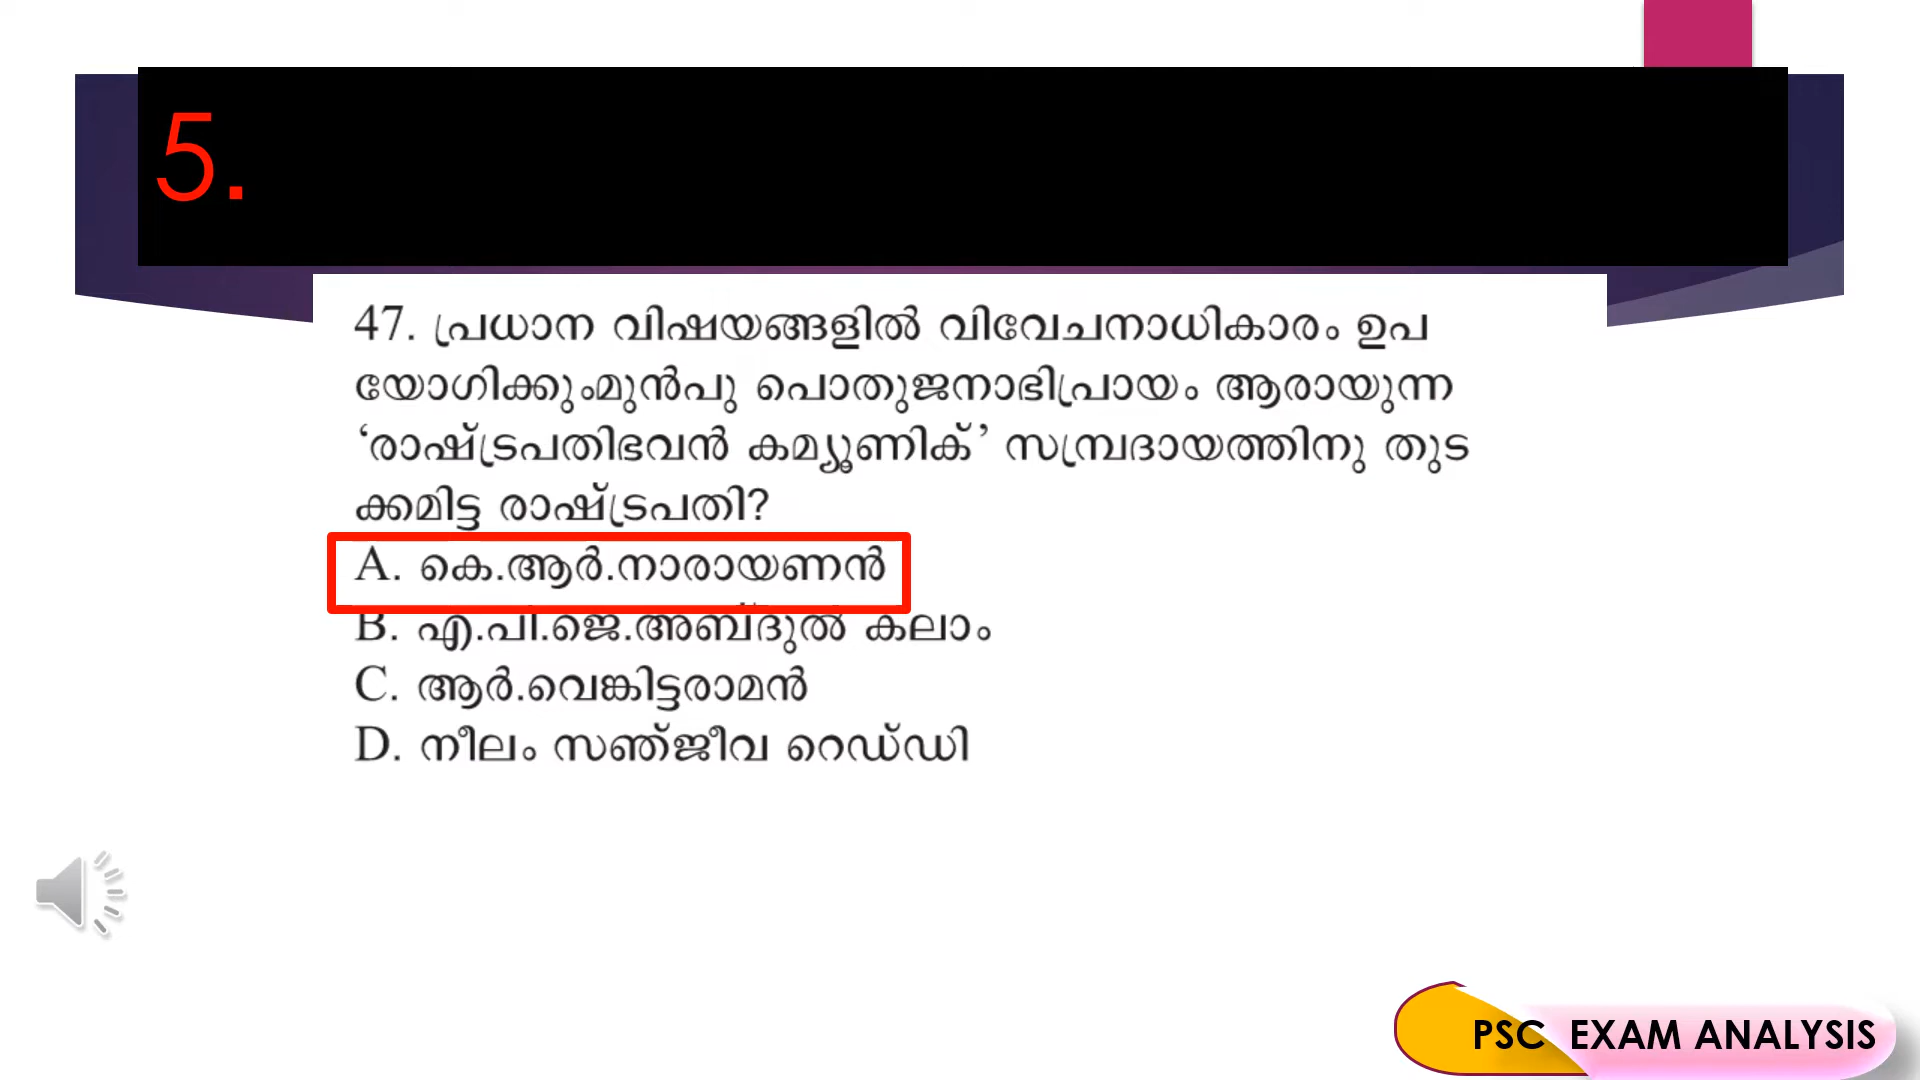 5.
47. പ്രധാന വിഷയങ്ങളിൽ വിവേചനാധികാരം ഉപ
യോഗിക്കുംമുൻപു പൊതുജനാഭിപ്രായം ആരായുന്ന
‘രാഷ്ട്രപതിഭവൻ കമ്യൂണിക്’ സമ്പ്രദായത്തിനു തുട
ക്കമിട്ട രാഷ്ട്രപതി?
A. കെ.ആർ.നാരായണൻ
B. എ.പി.ജെ.അബ്ദുൽ കലാം
C. ആർ.വെങ്കിട്ടരാമൻ
D. നീലം സഞ്ജീവ റെഡ്ഡി
PSC EXAM ANALYSIS